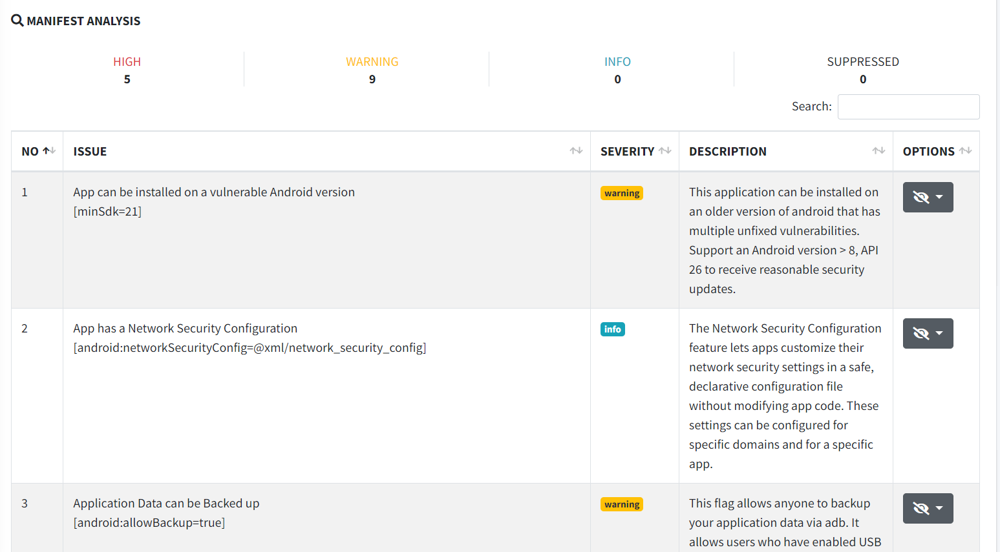 MANIFEST ANALYSIS
HIGH
5
WARNING
9
INFO
0
SUPPRESSED
0
Search:
NO ISSUE SEVERITY DESCRIPTION OPTIONS
1
App can be installed on a vulnerable Android version
[minSdk=21]
warning
This application can be installed on
an older version of android that has
multiple unfixed vulnerabilities.
Support an Android version > 8, API
26 to receive reasonable security
updates.
2
App has a Network Security Configuration
[android:networkSecurityConfig=@xml/network_security_config]
info
The Network Security Configuration
feature lets apps customize their
network security settings in a safe,
declarative configuration file
without modifying app code. These
settings can be configured for
specific domains and for a specific
app.
3
Application Data can be Backed up
[android:allowBackup=true]
warning
This flag allows anyone to backup
your application data via adb. It
allows users who have enabled USB